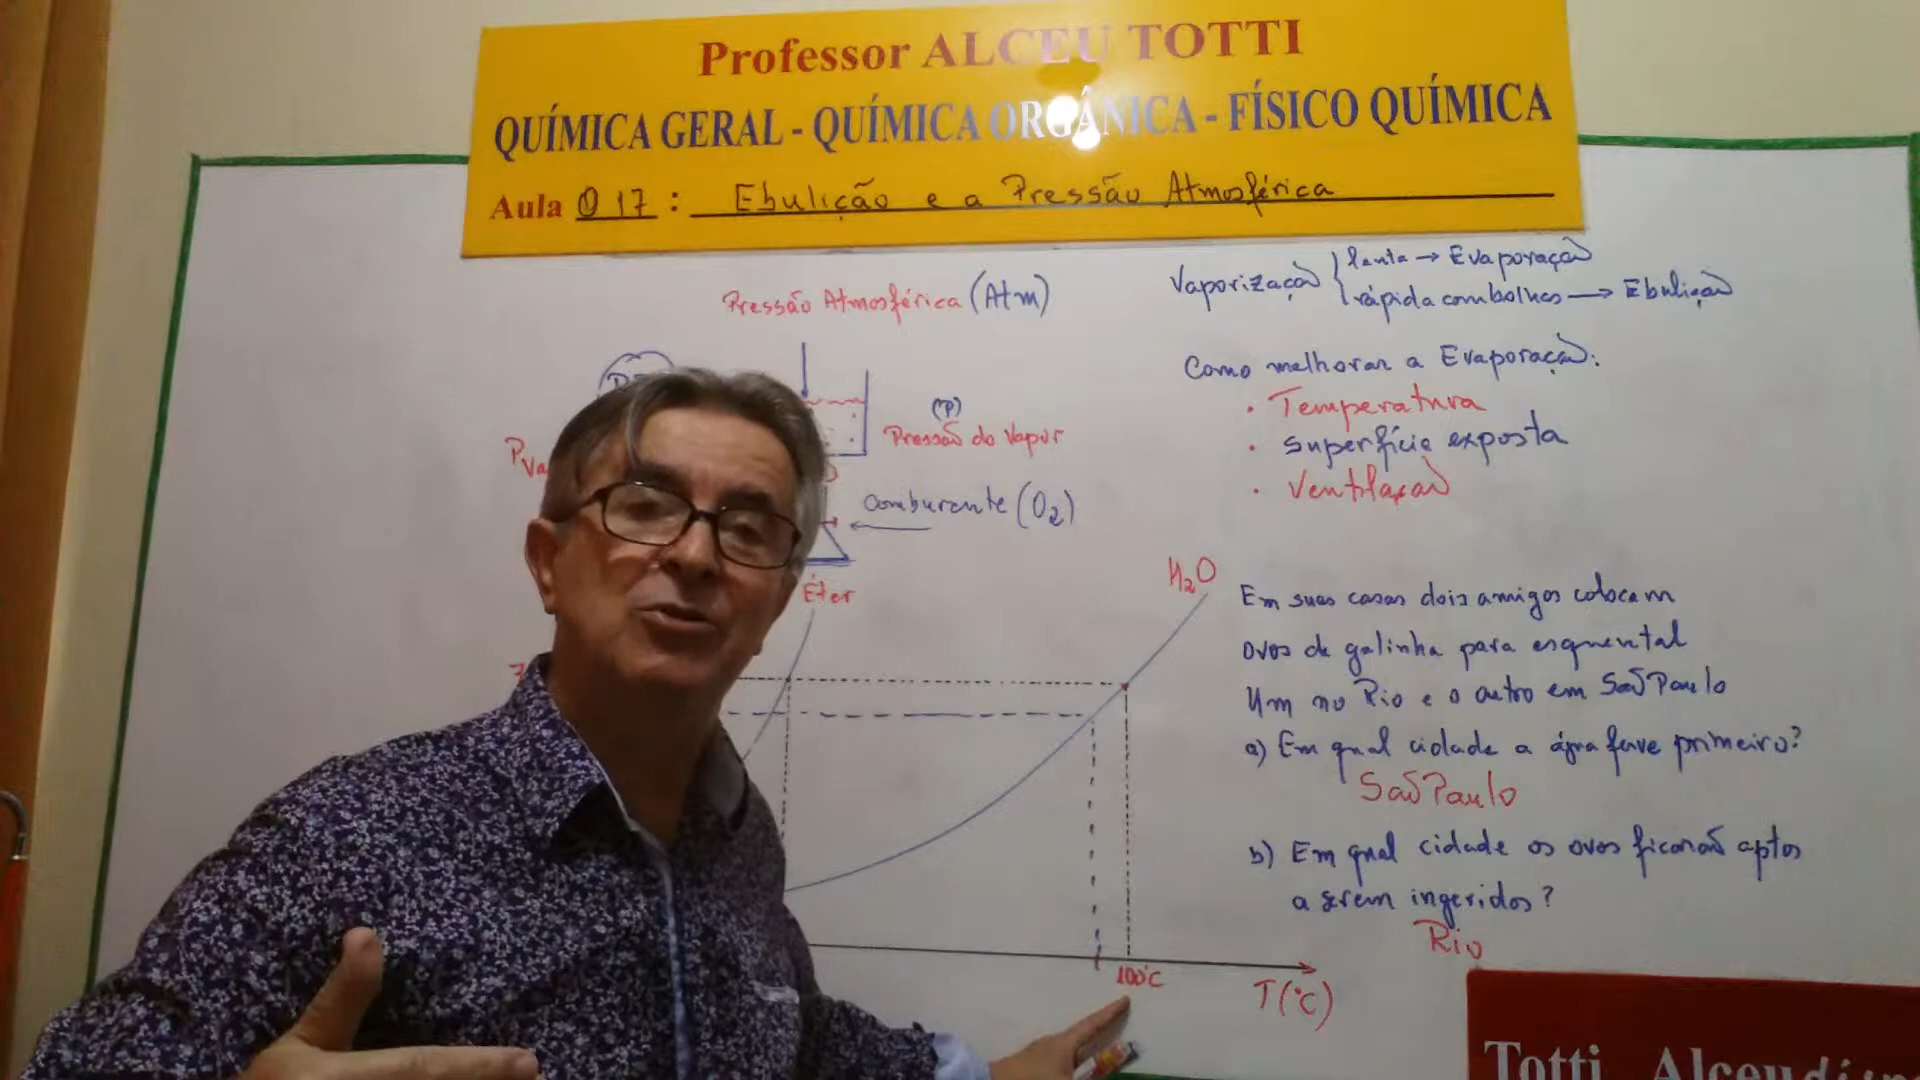 Professor ALCEU TOTTI
QUÍMICA GERAL - QUÍMICA ORGÂNICA - FÍSICO QUÍMICA
Aula 017 : Ebulição e a Pressão Atmosférica
Pressão Atmosférica (Atm)
(P)
Pressão do Vapor
Comburente (O2)
Éter
H2O
100°C
T(°C)
Vaporização
lenta → Evaporação
rápida com bolhas → Ebulição
Como melhorar a Evaporação:
• Temperatura
• Superfície exposta
• Ventilação
Em suas casas dois amigos colocam
ovos de galinha para esquental
Um no Rio e o outro em São Paulo
a) Em qual cidade a água ferve primeiro?
São Paulo
b) Em qual cidade os ovos ficarão aptos
a serem ingeridos?
Rio
Totti Alceu